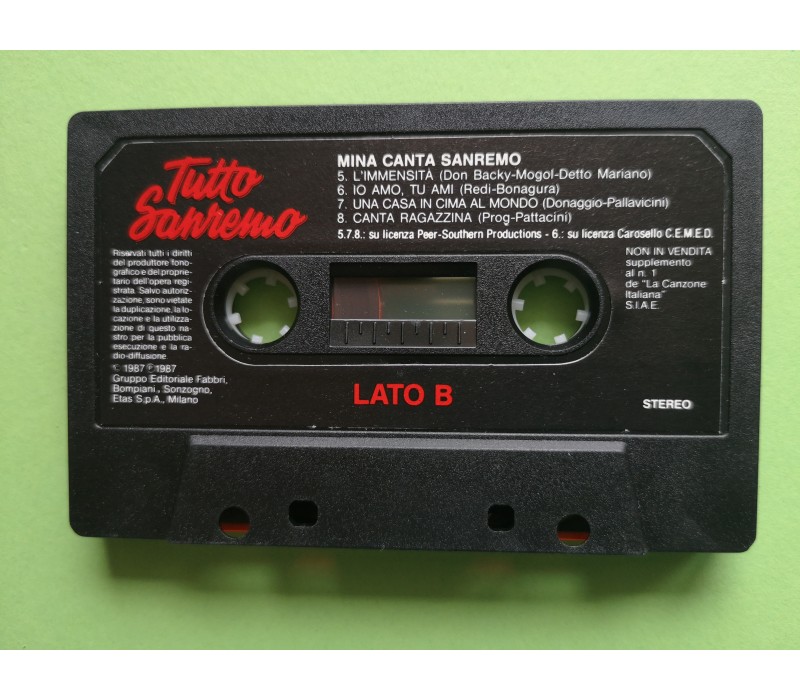 Tutto
Sanremo
MINA CANTA SANREMO
5. L'IMMENSITÀ (Don Backy-Mogol-Detto Mariano)
6. IO AMO, TU AMI (Redi-Bonagura)
7. UNA CASA IN CIMA AL MONDO (Donaggio-Pallavicini)
8. CANTA RAGAZZINA (Prog-Pattacini)
5.7.8.: su licenza Peer-Southern Productions - 6.: su licenza Carosello C.E.M.E.D.
Riservati tutti i diritti
del produttore fono-
grafico e del proprie-
tario dell'opera regi-
strata. Salvo autoriz-
zazione, sono vietate
la duplicazione, la lo-
cazione e la utilizza-
zione di questo na-
stro per la pubblica
esecuzione e la ra-
dio-diffusione
© 1987 ℗ 1987
Gruppo Editoriale Fabbri,
Bompiani, Sonzogno,
Etas S.p.A., Milano
NON IN VENDITA
supplemento
al n. 1
de "La Canzone
Italiana"
S.I.A.E.
LATO B
STEREO